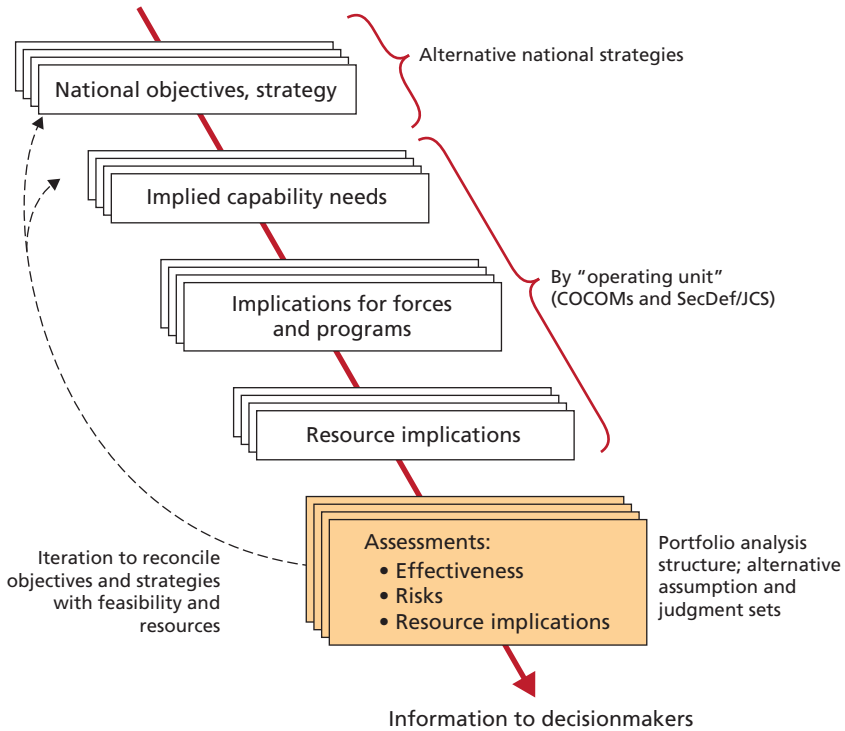 Alternative national strategies
National objectives, strategy
Implied capability needs
By “operating unit”
(COCOMs and SecDef/JCS)
Implications for forces
and programs
Resource implications
Assessments:
• Effectiveness
• Risks
• Resource implications
Portfolio analysis
structure; alternative
assumption and
judgment sets
Iteration to reconcile
objectives and strategies
with feasibility and
resources
Information to decisionmakers